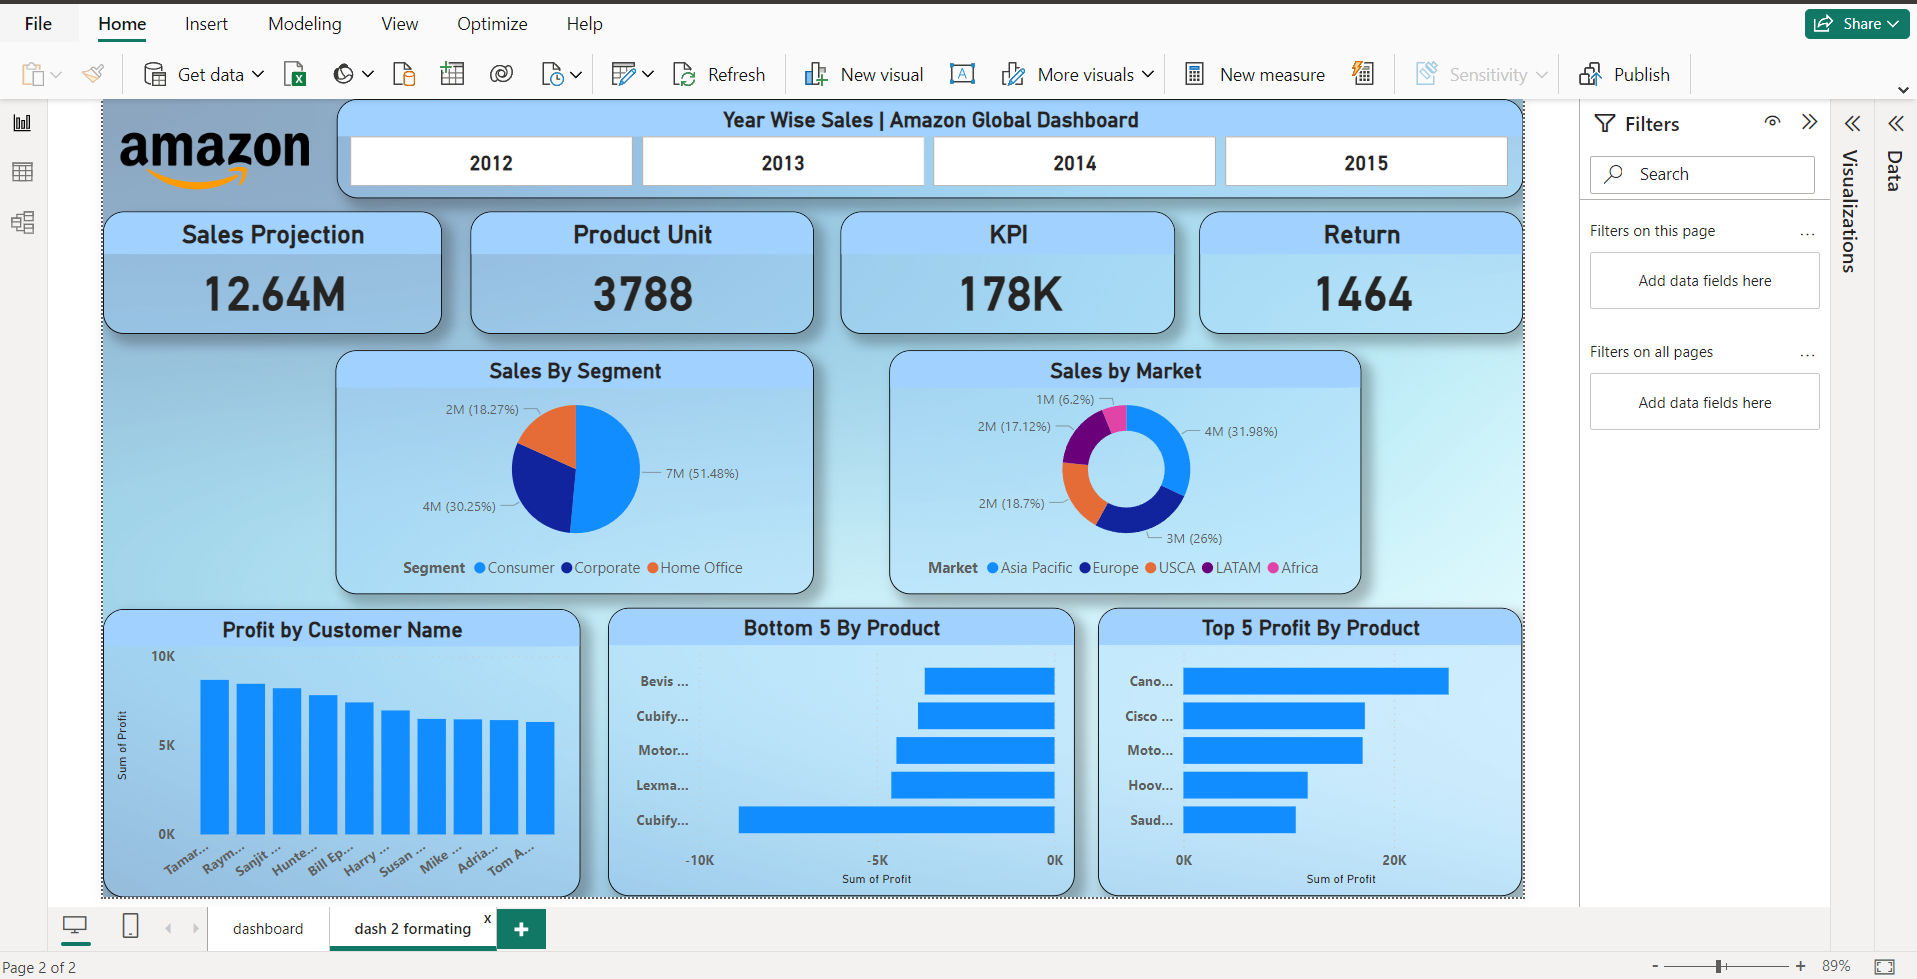 File Home Insert Modeling View Optimize Help Share
Get data Refresh New visual More visuals New measure Sensitivity Publish
amazon
Year Wise Sales | Amazon Global Dashboard
2012 2013 2014 2015
Filters
Search
Visualizations
Data
Sales Projection
12.64M
Product Unit
3788
KPI
178K
Return
1464
Filters on this page ...
Add data fields here
Filters on all pages ...
Add data fields here
Sales By Segment
2M (18.27%)
7M (51.48%)
4M (30.25%)
Segment Consumer Corporate Home Office
Sales by Market
1M (6.2%)
2M (17.12%)
4M (31.98%)
2M (18.7%)
3M (26%)
Market Asia Pacific Europe USCA LATAM Africa
Profit by Customer Name
10K
5K
0K
Sum of Profit
Tamar... Raym... Sanjit ... Hunte... Bill Ep... Harry ... Susan ... Mike ... Adria... Tom A...
Bottom 5 By Product
Bevis ...
Cubify...
Motor...
Lexma...
Cubify...
-10K -5K 0K
Sum of Profit
Top 5 Profit By Product
Cano...
Cisco ...
Moto...
Hoov...
Saud...
0K 20K
Sum of Profit
dashboard dash 2 formating x +
Page 2 of 2 - + 89%